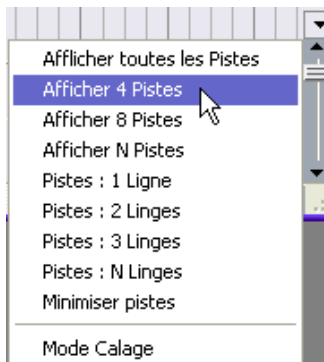 Afflicher toutes les Pistes
Afficher 4 Pistes
Afficher 8 Pistes
Afficher N Pistes
Pistes : 1 Ligne
Pistes : 2 Linges
Pistes : 3 Linges
Pistes : N Linges
Minimiser pistes
Mode Calage